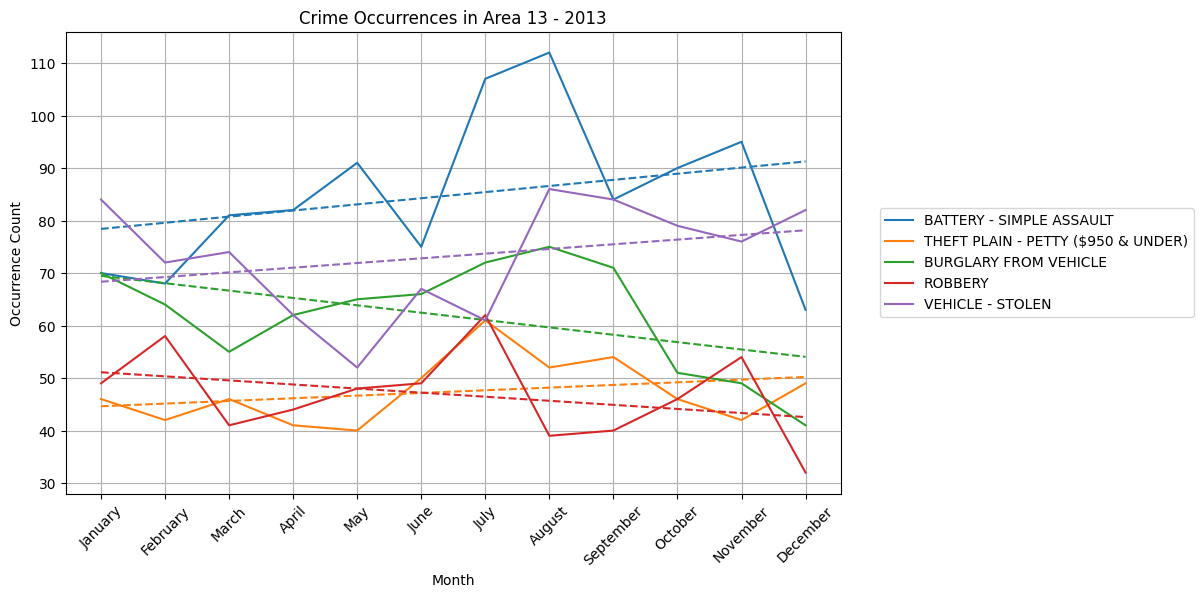 Crime Occurrences in Area 13 - 2013
Occurrence Count
110
100
90
80
70
60
50
40
30
January
February
March
April
May
June
July
August
September
October
November
December
Month
BATTERY - SIMPLE ASSAULT
THEFT PLAIN - PETTY ($950 & UNDER)
BURGLARY FROM VEHICLE
ROBBERY
VEHICLE - STOLEN